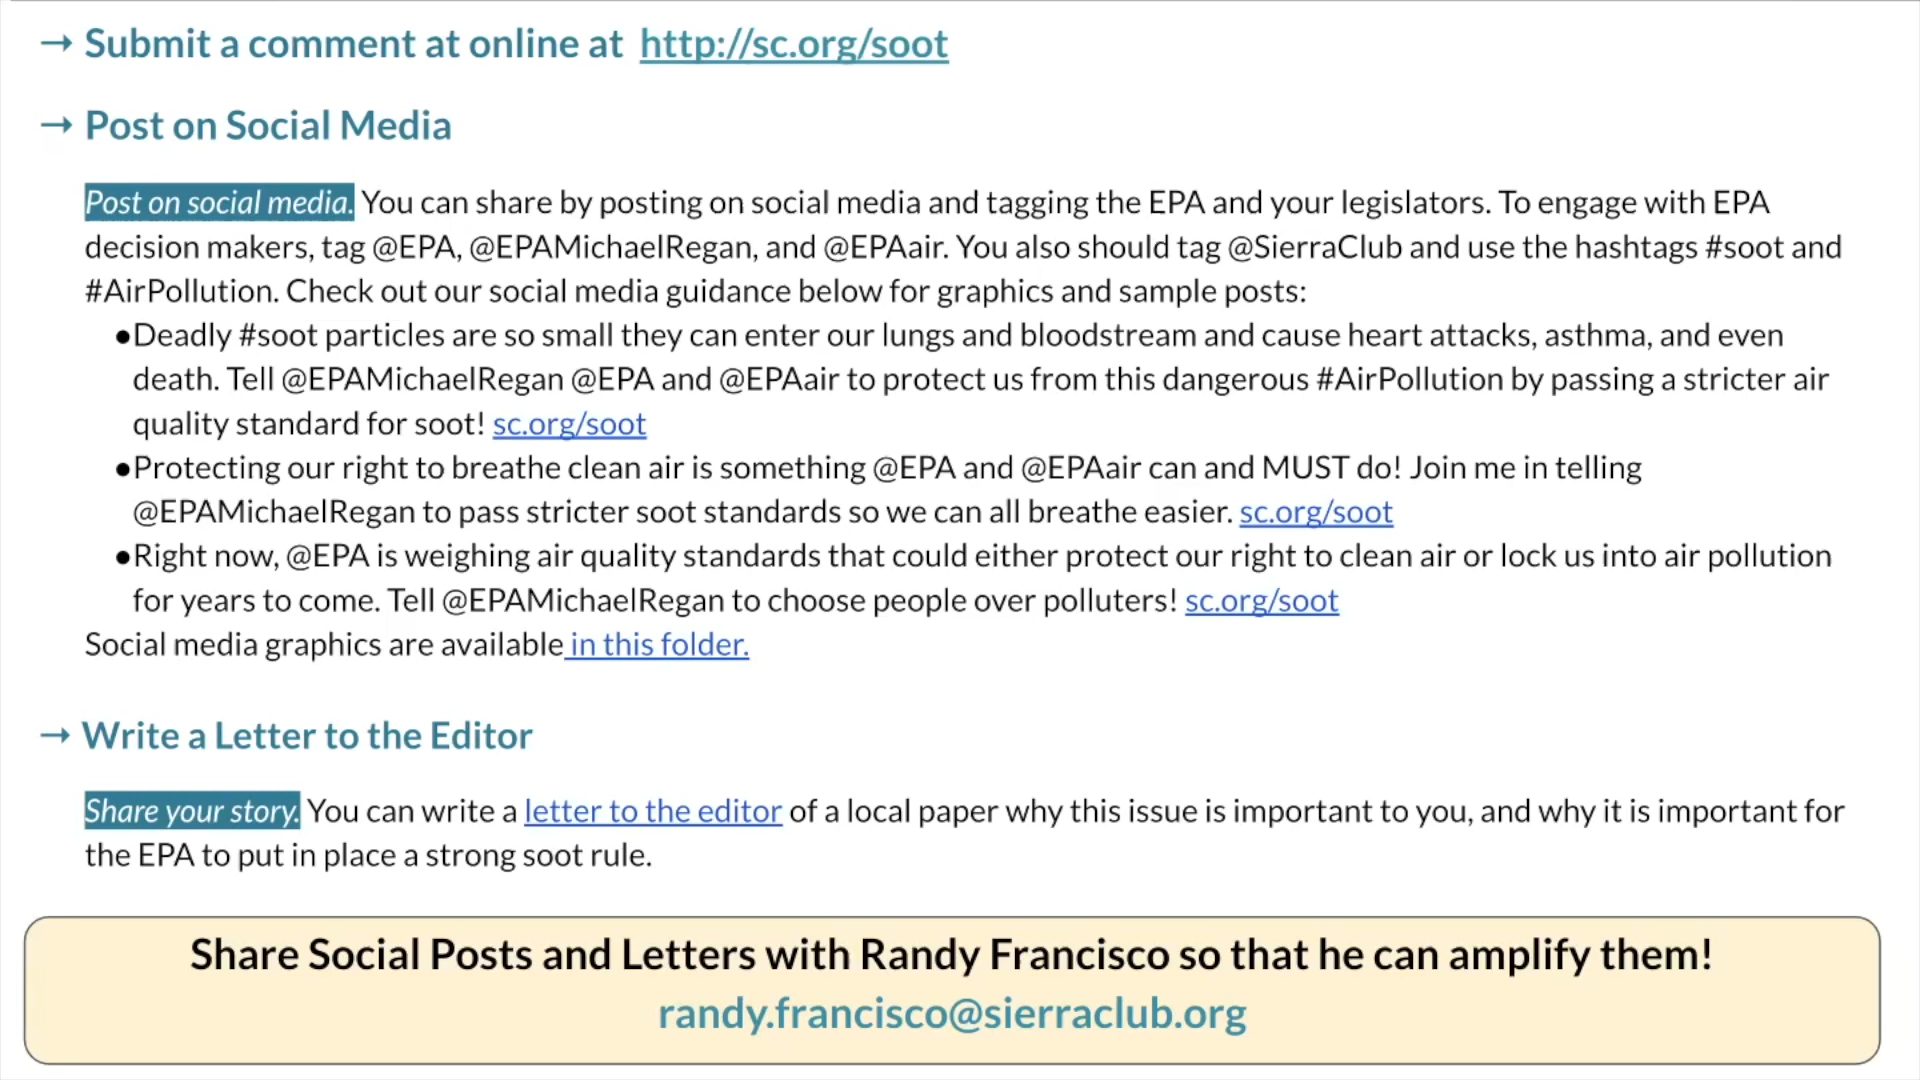 → Submit a comment at online at http://sc.org/soot
→ Post on Social Media
Post on social media. You can share by posting on social media and tagging the EPA and your legislators. To engage with EPA
decision makers, tag @EPA, @EPAMichaelRegan, and @EPAair. You also should tag @SierraClub and use the hashtags #soot and
#AirPollution. Check out our social media guidance below for graphics and sample posts:
●Deadly #soot particles are so small they can enter our lungs and bloodstream and cause heart attacks, asthma, and even
death. Tell @EPAMichaelRegan @EPA and @EPAair to protect us from this dangerous #AirPollution by passing a stricter air
quality standard for soot! sc.org/soot
●Protecting our right to breathe clean air is something @EPA and @EPAair can and MUST do! Join me in telling
@EPAMichaelRegan to pass stricter soot standards so we can all breathe easier. sc.org/soot
●Right now, @EPA is weighing air quality standards that could either protect our right to clean air or lock us into air pollution
for years to come. Tell @EPAMichaelRegan to choose people over polluters! sc.org/soot
Social media graphics are available in this folder.
→ Write a Letter to the Editor
Share your story. You can write a letter to the editor of a local paper why this issue is important to you, and why it is important for
the EPA to put in place a strong soot rule.
Share Social Posts and Letters with Randy Francisco so that he can amplify them!
randy.francisco@sierraclub.org